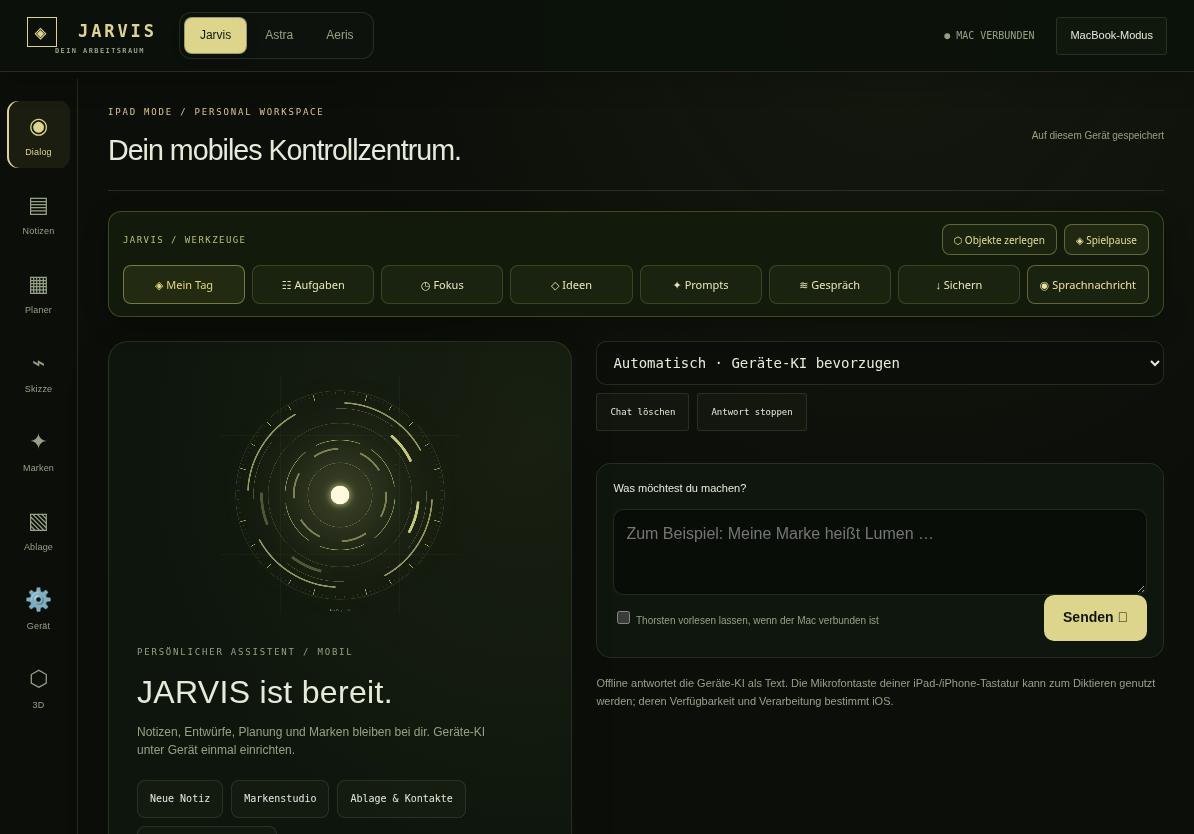 JARVIS
DEIN ARBEITSRAUM
Jarvis
Astra
Aeris
● MAC VERBUNDEN
MacBook-Modus
Dialog
Notizen
Planer
Skizze
Marken
Ablage
Gerät
3D
IPAD MODE / PERSONAL WORKSPACE
Dein mobiles Kontrollzentrum.
Auf diesem Gerät gespeichert
JARVIS / WERKZEUGE
⬡ Objekte zerlegen
◈ Spielpause
◈ Mein Tag
☷ Aufgaben
◷ Fokus
◇ Ideen
✦ Prompts
≋ Gespräch
↓ Sichern
◉ Sprachnachricht
PERSÖNLICHER ASSISTENT / MOBIL
JARVIS ist bereit.
Notizen, Entwürfe, Planung und Marken bleiben bei dir. Geräte-KI
unter Gerät einmal einrichten.
Neue Notiz
Markenstudio
Ablage & Kontakte
Automatisch · Geräte-KI bevorzugen
Chat löschen
Antwort stoppen
Was möchtest du machen?
Zum Beispiel: Meine Marke heißt Lumen …
Thorsten vorlesen lassen, wenn der Mac verbunden ist
Senden
Offline antwortet die Geräte-KI als Text. Die Mikrofontaste deiner iPad-/iPhone-Tastatur kann zum Diktieren genutzt
werden; deren Verfügbarkeit und Verarbeitung bestimmt iOS.